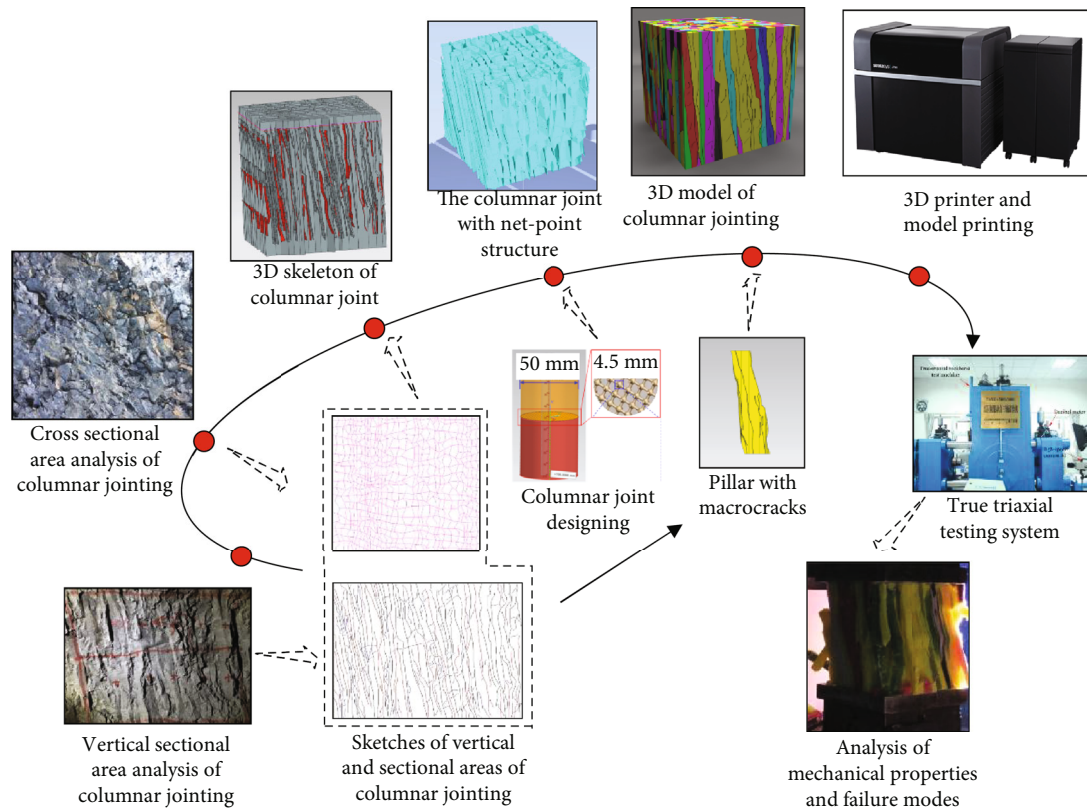 The columnar joint
with net-point
structure
3D model of
columnar jointing
3D printer and
model printing
3D skeleton of
columnar joint
Cross sectional
area analysis of
columnar jointing
50 mm
4.5 mm
Columnar joint
designing
Pillar with
macrocracks
True triaxial
testing system
Vertical sectional
area analysis of
columnar jointing
Sketches of vertical
and sectional areas of
columnar jointing
Analysis of
mechanical properties
and failure modes